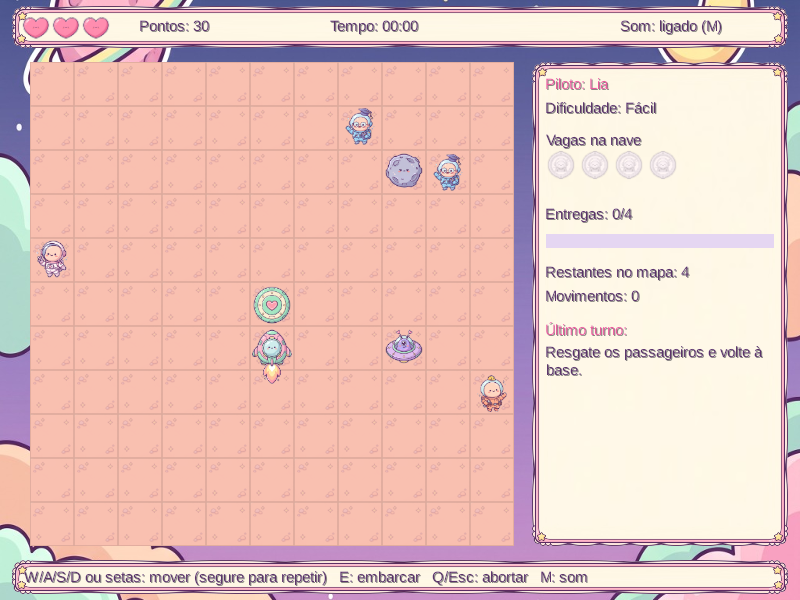 Pontos: 30
Tempo: 00:00
Som: ligado (M)
Piloto: Lia
Dificuldade: Fácil
Vagas na nave
Entregas: 0/4
Restantes no mapa: 4
Movimentos: 0
Último turno:
Resgate os passageiros e volte à
base.
W/A/S/D ou setas: mover (segure para repetir)   E: embarcar   Q/Esc: abortar   M: som